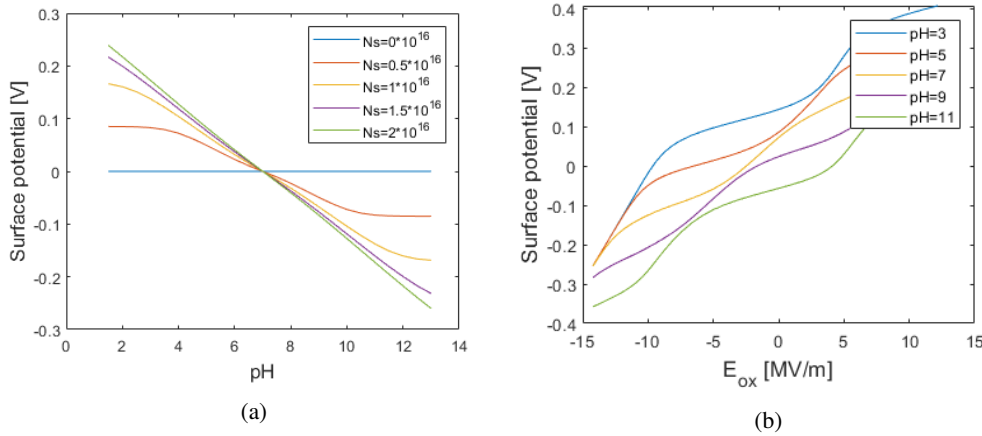 0.3
0.2
0.1
0
-0.1
-0.2
-0.3
Surface potential [V]
0 2 4 6 8 10 12 14
pH
Ns=0*10^16
Ns=0.5*10^16
Ns=1*10^16
Ns=1.5*10^16
Ns=2*10^16
(a)
0.4
0.3
0.2
0.1
0
-0.1
-0.2
-0.3
-0.4
Surface potential [V]
-15 -10 -5 0 5 10 15
E_ox [MV/m]
pH=3
pH=5
pH=7
pH=9
pH=11
(b)